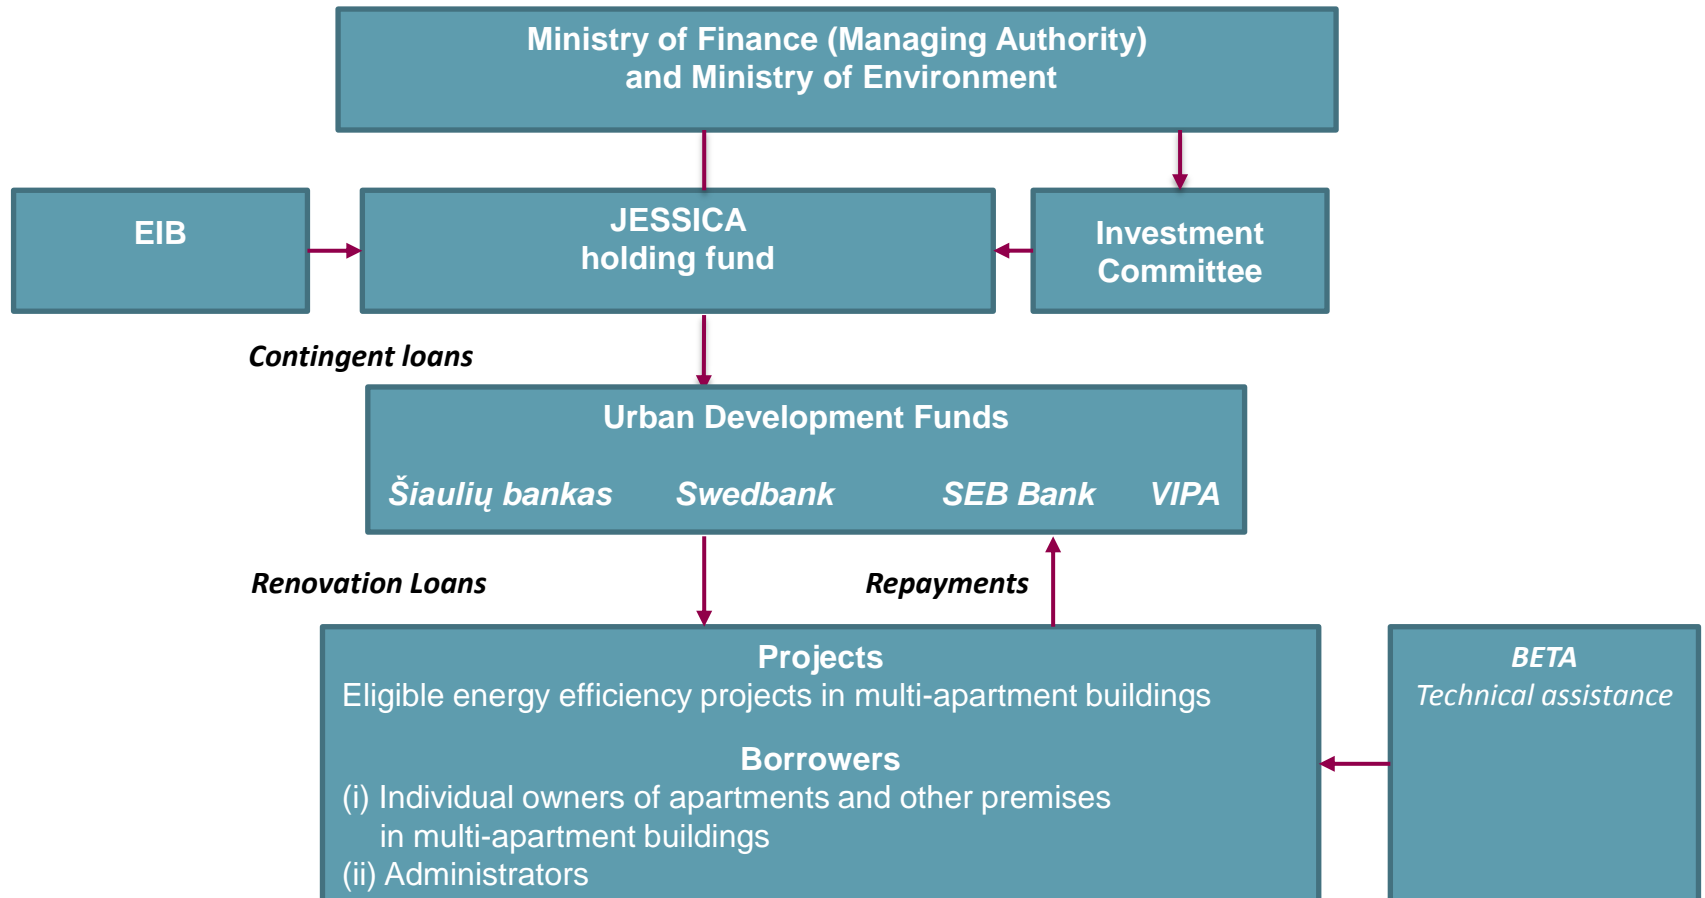 Ministry of Finance (Managing Authority)
and Ministry of Environment
EIB
JESSICA
holding fund
Investment
Committee
Contingent loans
Urban Development Funds
Šiaulių bankas Swedbank SEB Bank VIPA
Renovation Loans
Repayments
Projects
Eligible energy efficiency projects in multi-apartment buildings
Borrowers
(i) Individual owners of apartments and other premises
in multi-apartment buildings
(ii) Administrators
BETA
Technical assistance